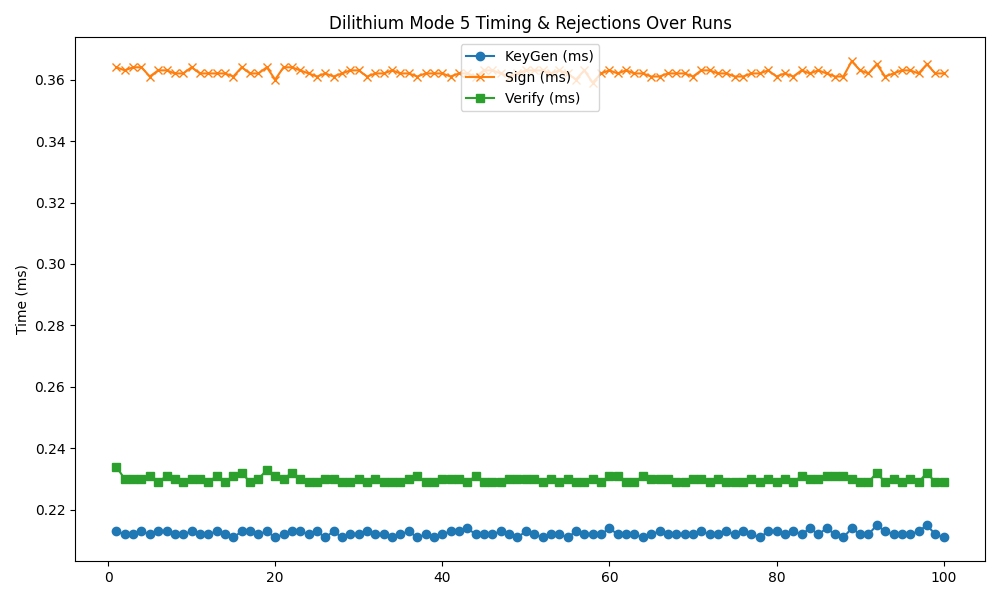 Dilithium Mode 5 Timing & Rejections Over Runs
KeyGen (ms)
Sign (ms)
Verify (ms)
Time (ms)
0.36
0.34
0.32
0.30
0.28
0.26
0.24
0.22
0
20
40
60
80
100